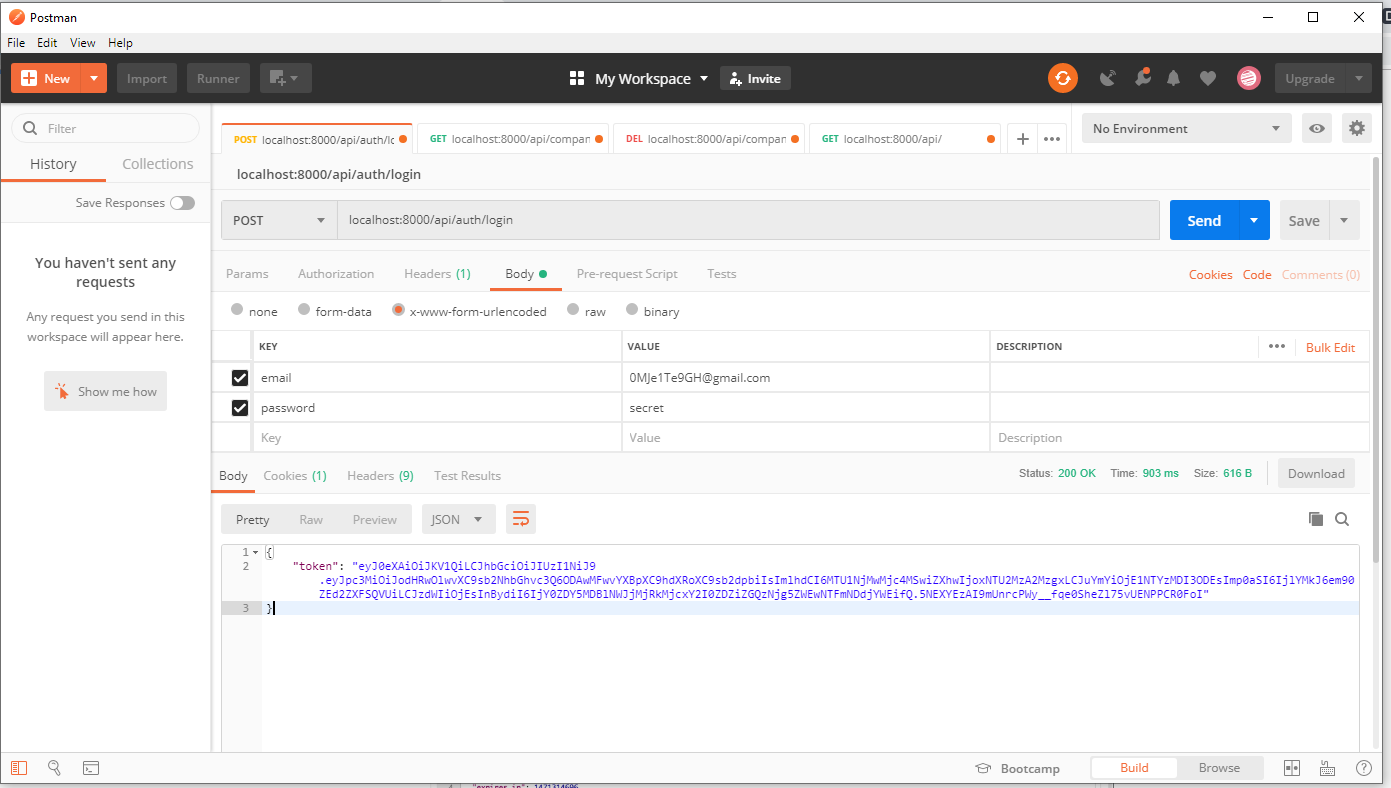 Postman
File Edit View Help
New Import Runner My Workspace Invite Upgrade
Filter
History Collections
Save Responses
You haven't sent any
requests
Any request you send in this
workspace will appear here.
Show me how
POST localhost:8000/api/auth/lc GET localhost:8000/api/compar DEL localhost:8000/api/compar GET localhost:8000/api/ No Environment
localhost:8000/api/auth/login
POST localhost:8000/api/auth/login Send Save
Params Authorization Headers (1) Body Pre-request Script Tests Cookies Code Comments (0)
none form-data x-www-form-urlencoded raw binary
KEY VALUE DESCRIPTION Bulk Edit
email 0MJe1Te9GH@gmail.com
password secret
Key Value Description
Body Cookies (1) Headers (9) Test Results Status: 200 OK Time: 903 ms Size: 616 B Download
Pretty Raw Preview JSON
1 {
2 "token": "eyJ0eXAiOiJKV1QiLCJhbGciOiJIUzI1NiJ9
3 }
Bootcamp Build Browse